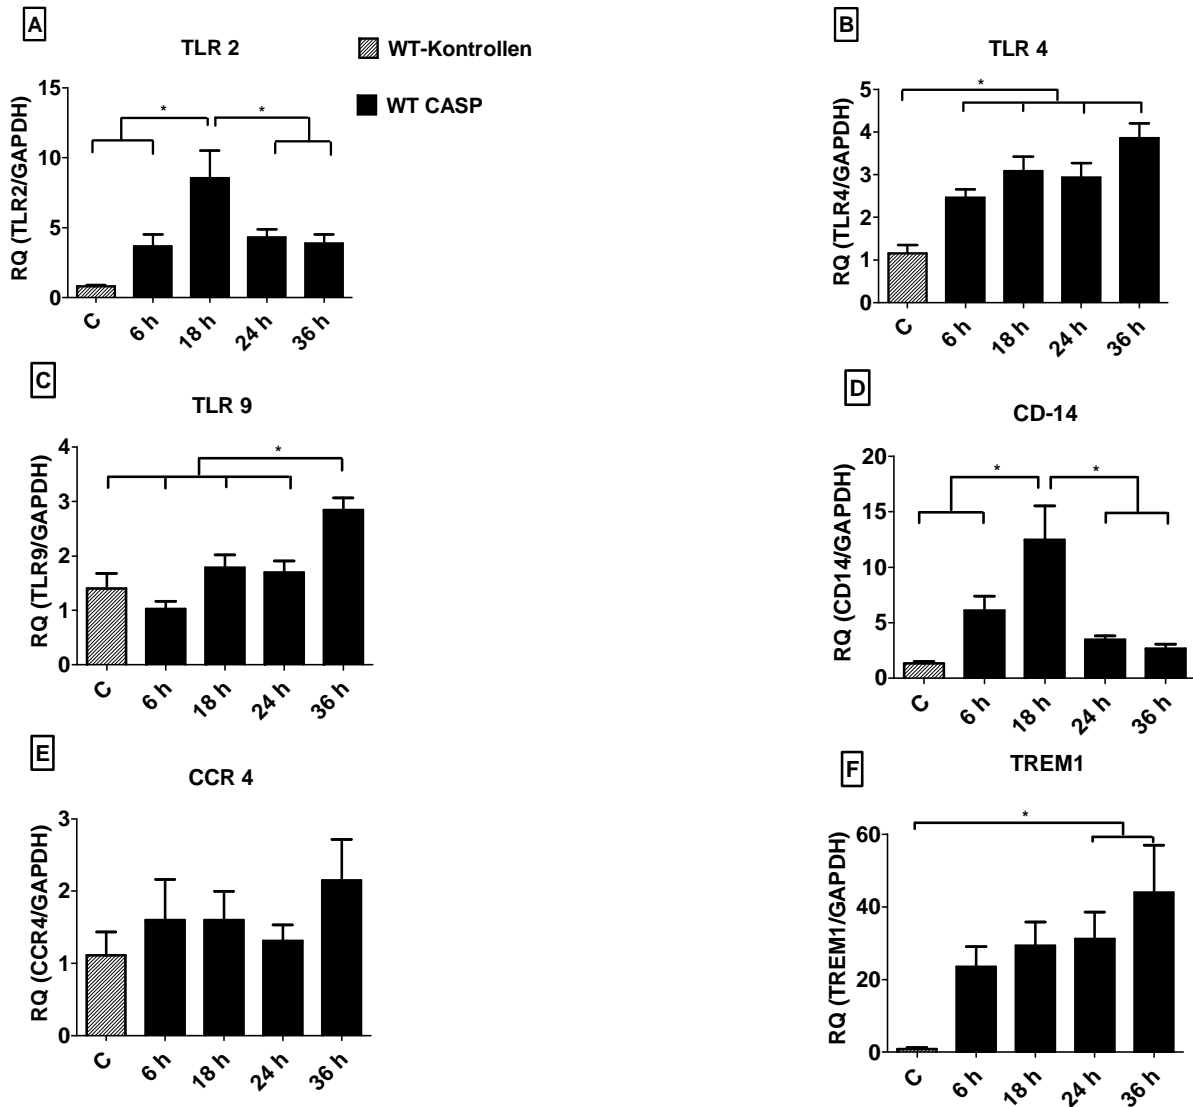 A
TLR 2
WT-Kontrollen
WT CASP
RQ (TLR2/GAPDH)
15
10
5
0
*
*
C
6 h
18 h
24 h
36 h
B
TLR 4
RQ (TLR4/GAPDH)
5
4
3
2
1
0
*
C
6 h
18 h
24 h
36 h
C
TLR 9
RQ (TLR9/GAPDH)
4
3
2
1
0
*
C
6 h
18 h
24 h
36 h
D
CD-14
RQ (CD14/GAPDH)
20
15
10
5
0
*
*
C
6 h
18 h
24 h
36 h
E
CCR 4
RQ (CCR4/GAPDH)
3
2
1
0
C
6 h
18 h
24 h
36 h
F
TREM1
RQ (TREM1/GAPDH)
60
40
20
0
*
C
6 h
18 h
24 h
36 h